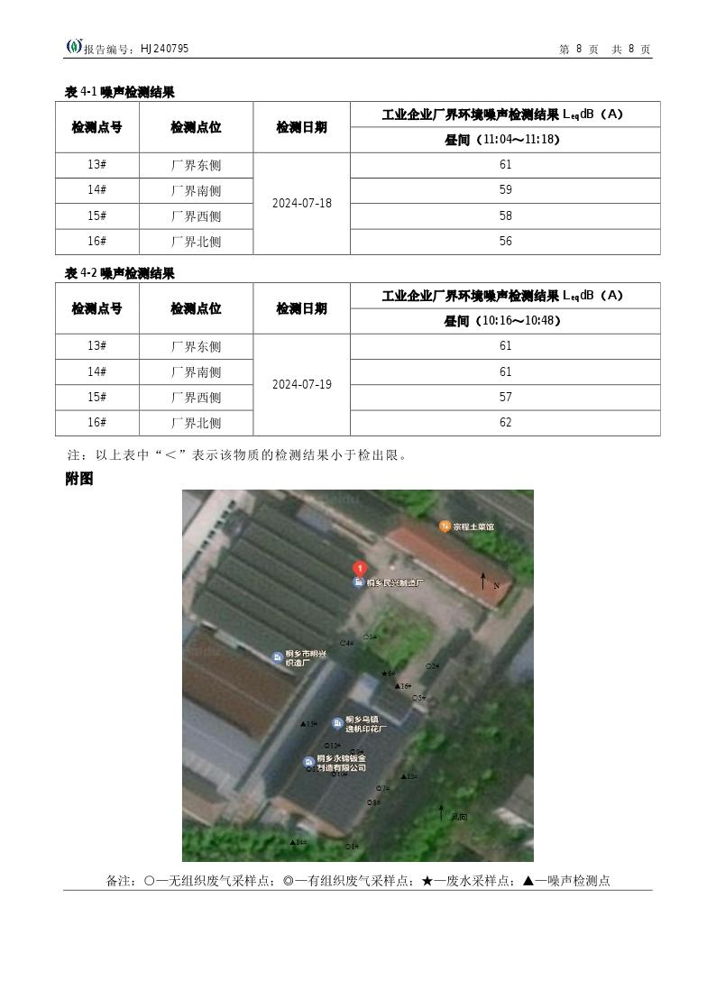 报告编号：HJ240795 第 8 页 共 8 页
表 4-1 噪声检测结果
检测点号 检测点位 检测日期 工业企业厂界环境噪声检测结果 LeqdB（A）
昼间（11:04～11:18）
13# 厂界东侧 2024-07-18 61
14# 厂界南侧 59
15# 厂界西侧 58
16# 厂界北侧 56
表 4-2 噪声检测结果
检测点号 检测点位 检测日期 工业企业厂界环境噪声检测结果 LeqdB（A）
昼间（10:16～10:48）
13# 厂界东侧 2024-07-19 61
14# 厂界南侧 61
15# 厂界西侧 57
16# 厂界北侧 62
注：以上表中“＜”表示该物质的检测结果小于检出限。
附图
宗程土菜馆
1
桐乡民兴制造厂
N
○3#
○4#
桐乡市明兴
织造厂
○2#
★6#
▲16#
○5#
桐乡乌镇
逸帆印花厂
▲15#
◎12#
◎9#
桐乡永锦钣金
制造有限公司
◎10#
▲13#
◎7#
◎8#
风向
▲14#
○1#
备注：○—无组织废气采样点；◎—有组织废气采样点；★—废水采样点；▲—噪声检测点